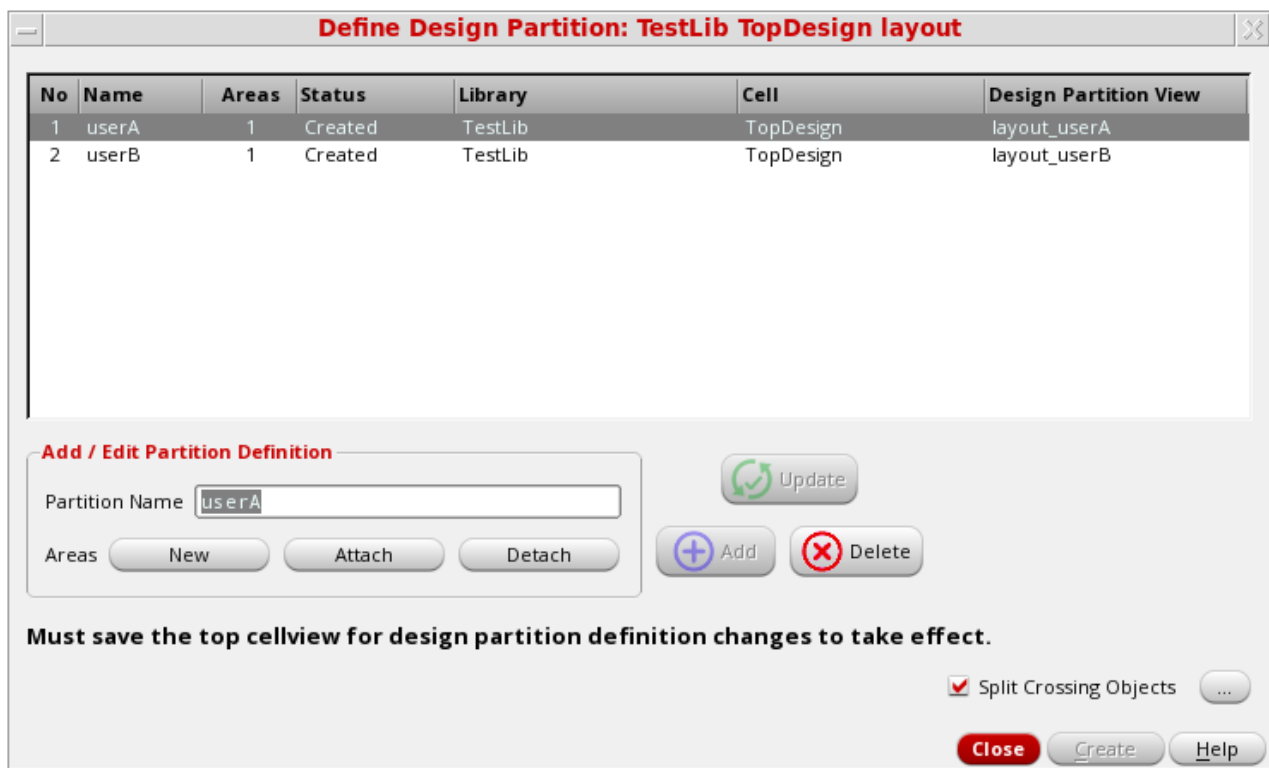 Define Design Partition: TestLib TopDesign layout
No Name Areas Status Library Cell Design Partition View
1 userA 1 Created TestLib TopDesign layout_userA
2 userB 1 Created TestLib TopDesign layout_userB
Add / Edit Partition Definition
Partition Name userA
Update
Areas New Attach Detach
Add Delete
Must save the top cellview for design partition definition changes to take effect.
Split Crossing Objects ...
Close Create Help